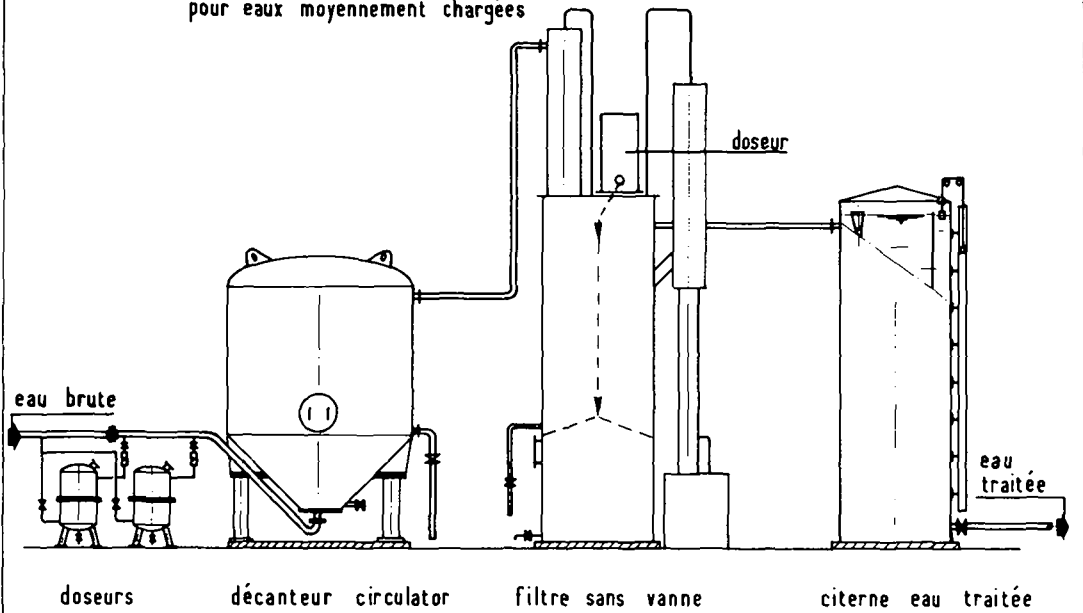 pour eaux moyennement chargées
doseur
eau brute
eau
traitée
doseurs
décanteur circulator
filtre sans vanne
citerne eau traitée